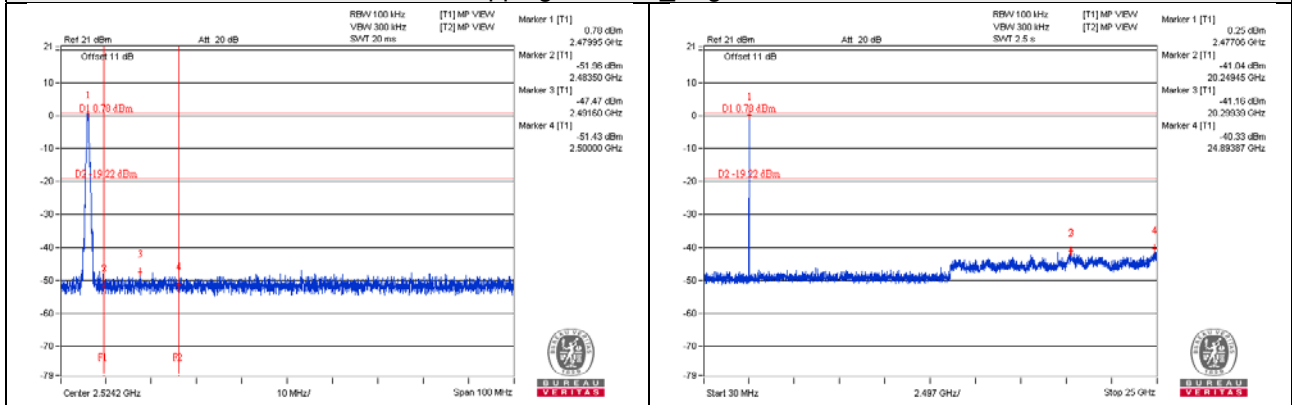 RBW 100 kHz [T1] MP VIEW
VBW 300 kHz [T2] MP VIEW
Ref 21 dBm Att 20 dB SWT 20 ms
Offset 11 dB
21
10
0
-10
-20
-30
-40
-50
-60
-70
-79
1
D1 0.78 dBm
D2 -19.22 dBm
2
3
4
F1
F2
Center 2.5242 GHz 10 MHz/ Span 100 MHz
Marker 1 [T1]
0.78 dBm
2.47995 GHz
Marker 2 [T1]
-51.96 dBm
2.48350 GHz
Marker 3 [T1]
-47.47 dBm
2.49160 GHz
Marker 4 [T1]
-51.43 dBm
2.50000 GHz
BUREAU
VERITAS
RBW 100 kHz [T1] MP VIEW
VBW 300 kHz [T2] MP VIEW
Ref 21 dBm Att 20 dB SWT 2.5 s
Offset 11 dB
21
10
0
-10
-20
-30
-40
-50
-60
-70
-79
1
D1 0.78 dBm
D2 -19.22 dBm
4
Start 30 MHz 2.497 GHz/ Stop 25 GHz
Marker 1 [T1]
0.25 dBm
2.47706 GHz
Marker 2 [T1]
-41.04 dBm
20.24945 GHz
Marker 3 [T1]
-41.16 dBm
20.29939 GHz
Marker 4 [T1]
-40.33 dBm
24.89387 GHz
BUREAU
VERITAS